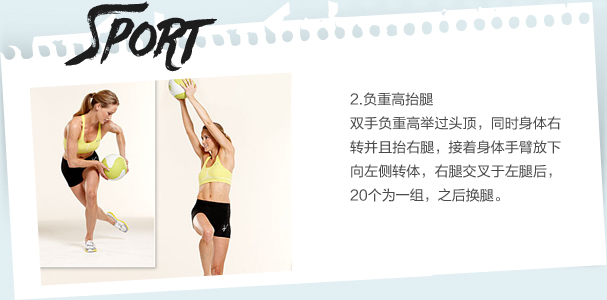 SPORT
2.负重高抬腿
双手负重高举过头顶，同时身体右
转并且抬右腿，接着身体手臂放下
向左侧转体，右腿交叉于左腿后，
20个为一组，之后换腿。